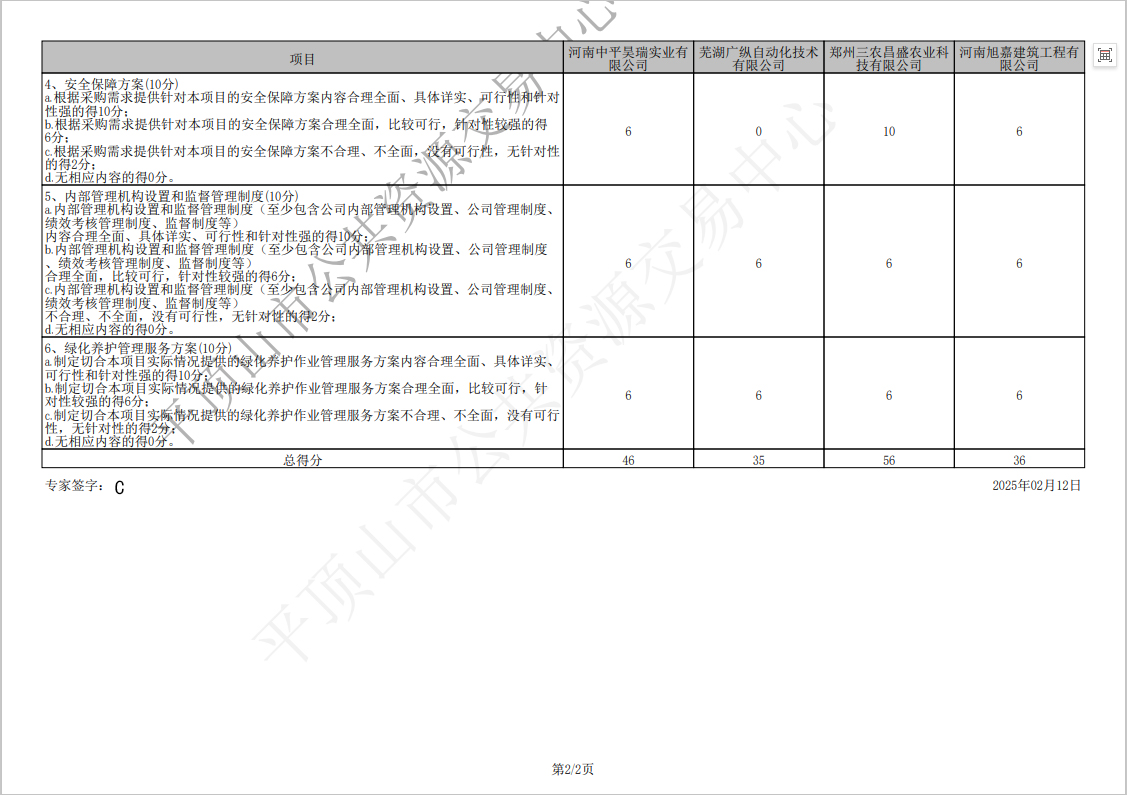 项目
河南中平昊瑞实业有
限公司
芜湖广纵自动化技术
有限公司
郑州三农昌盛农业科
技有限公司
河南旭嘉建筑工程有
限公司
4、安全保障方案(10分)
a.根据采购需求提供针对本项目的安全保障方案内容合理全面、具体详实、可行性和针对
性强的得10分；
b.根据采购需求提供针对本项目的安全保障方案合理全面，比较可行，针对性较强的得
6分；
c.根据采购需求提供针对本项目的安全保障方案不合理、不全面，没有可行性，无针对性
的得2分；
d.无相应内容的得0分。
6
0
10
6
5、内部管理机构设置和监督管理制度(10分)
a.内部管理机构设置和监督管理制度（至少包含公司内部管理机构设置、公司管理制度、
绩效考核管理制度、监督制度等）
内容合理全面、具体详实、可行性和针对性强的得10分；
b.内部管理机构设置和监督管理制度（至少包含公司内部管理机构设置、公司管理制度
、绩效考核管理制度、监督制度等）
合理全面，比较可行，针对性较强的得6分；
c.内部管理机构设置和监督管理制度（至少包含公司内部管理机构设置、公司管理制度、
绩效考核管理制度、监督制度等）
不合理、不全面，没有可行性，无针对性的得2分；
d.无相应内容的得0分。
6
6
6
6
6、绿化养护管理服务方案(10分)
a.制定切合本项目实际情况提供的绿化养护作业管理服务方案内容合理全面、具体详实、
可行性和针对性强的得10分；
b.制定切合本项目实际情况提供的绿化养护作业管理服务方案合理全面，比较可行，针
对性较强的得6分；
c.制定切合本项目实际情况提供的绿化养护作业管理服务方案不合理、不全面，没有可行
性，无针对性的得2分；
d.无相应内容的得0分。
6
6
6
6
总得分
46
35
56
36
专家签字： C
2025年02月12日
平顶山市公共资源交易中心
平顶山市公共资源交易中心
第2/2页